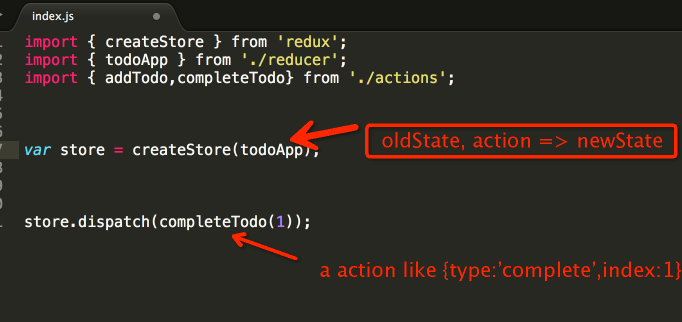 index.js
import { createStore } from 'redux';
import { todoApp } from './reducer';
import { addTodo,completeTodo} from './actions';
var store = createStore(todoApp);
oldState, action => newState
store.dispatch(completeTodo(1));
a action like {type:'complete',index:1}